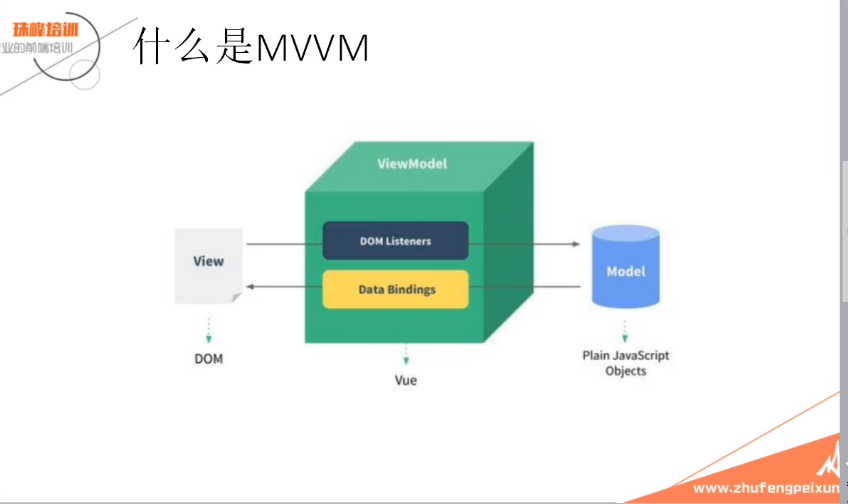 珠峰培训
业的前端培训
什么是MVVM
ViewModel
DOM Listeners
View
Model
Data Bindings
DOM
Plain JavaScript
Objects
Vue
www.zhufengpeixun